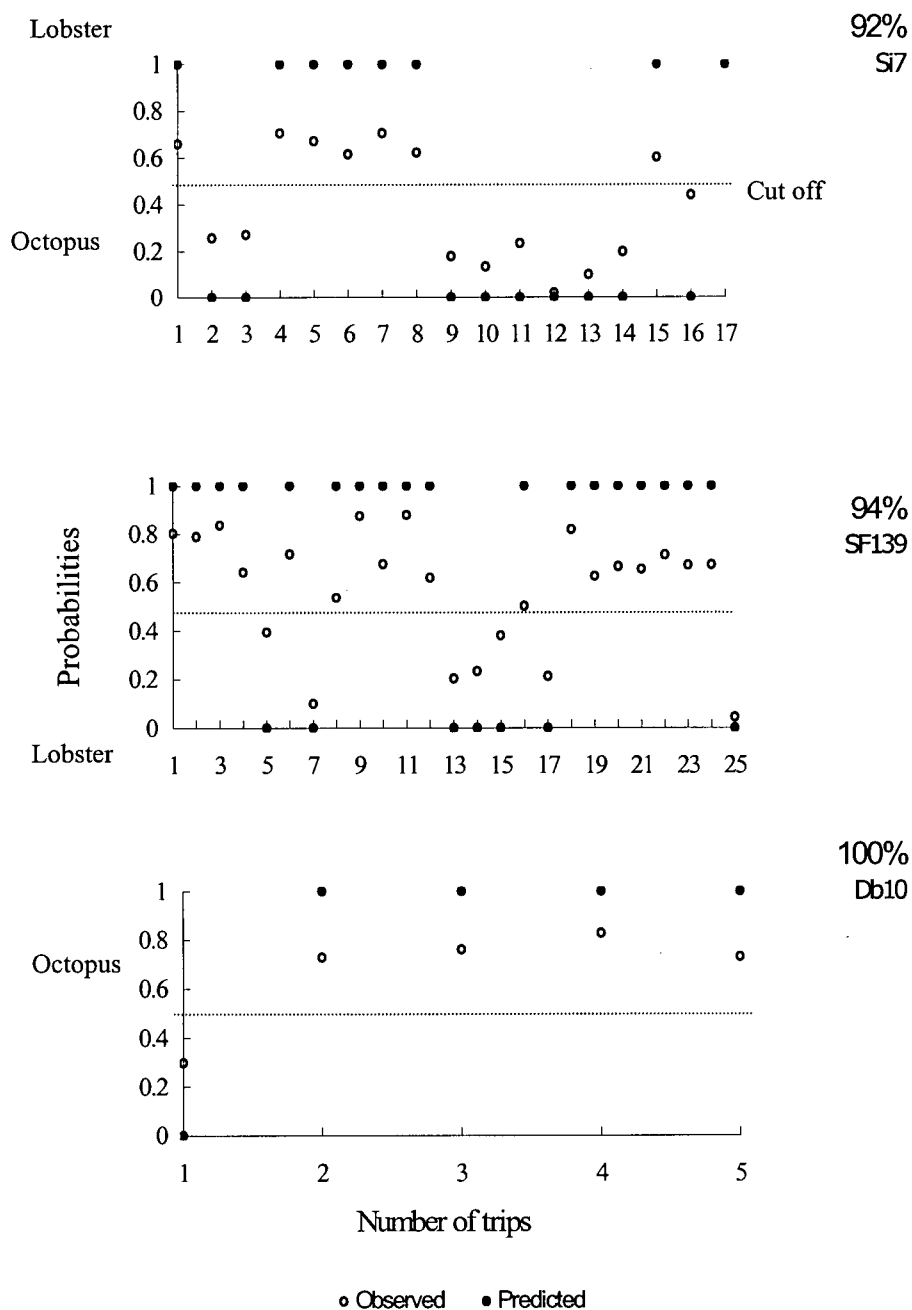 Lobster
92%
Si7
1
0.8
0.6
Cut off
0.4
Octopus
0.2
0
1 2 3 4 5 6 7 8 9 10 11 12 13 14 15 16 17
94%
SF139
1
0.8
0.6
0.4
0.2
0
Probabilities
Lobster
1 3 5 7 9 11 13 15 17 19 21 23 25
100%
Db10
1
0.8
Octopus
0.6
0.4
0.2
0
1 2 3 4 5
Number of trips
Observed Predicted